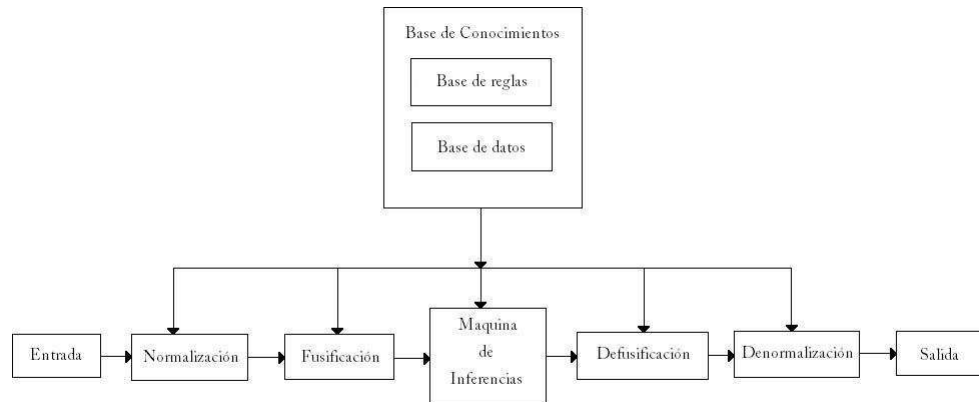 Base de Conocimientos
Base de reglas
Base de datos
Entrada
Normalización
Fusificación
Maquina
de
Inferencias
Defusificación
Denormalización
Salida